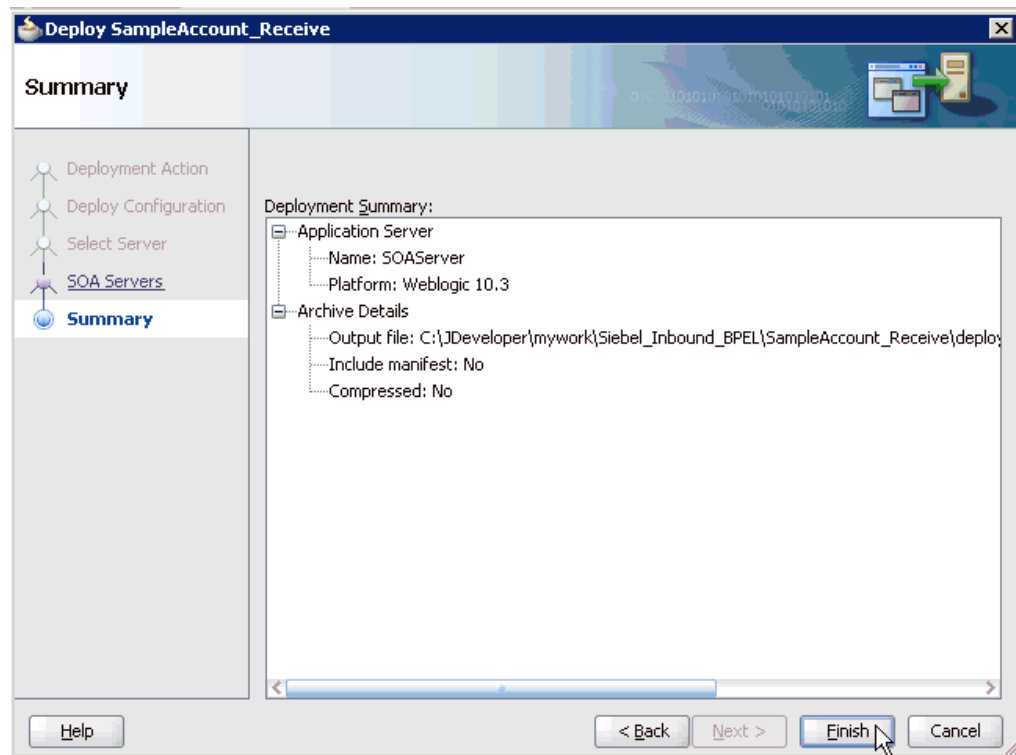 Deploy SampleAccount_Receive
Summary
Deployment Action
Deploy Configuration
Select Server
SOA Servers
Summary
Deployment Summary:
Application Server
Name: SOAServer
Platform: Weblogic 10.3
Archive Details
Output file: C:\JDeveloper\mywork\Siebel_Inbound_BPEL\SampleAccount_Receive\deploy
Include manifest: No
Compressed: No
Help
< Back
Next >
Finish
Cancel